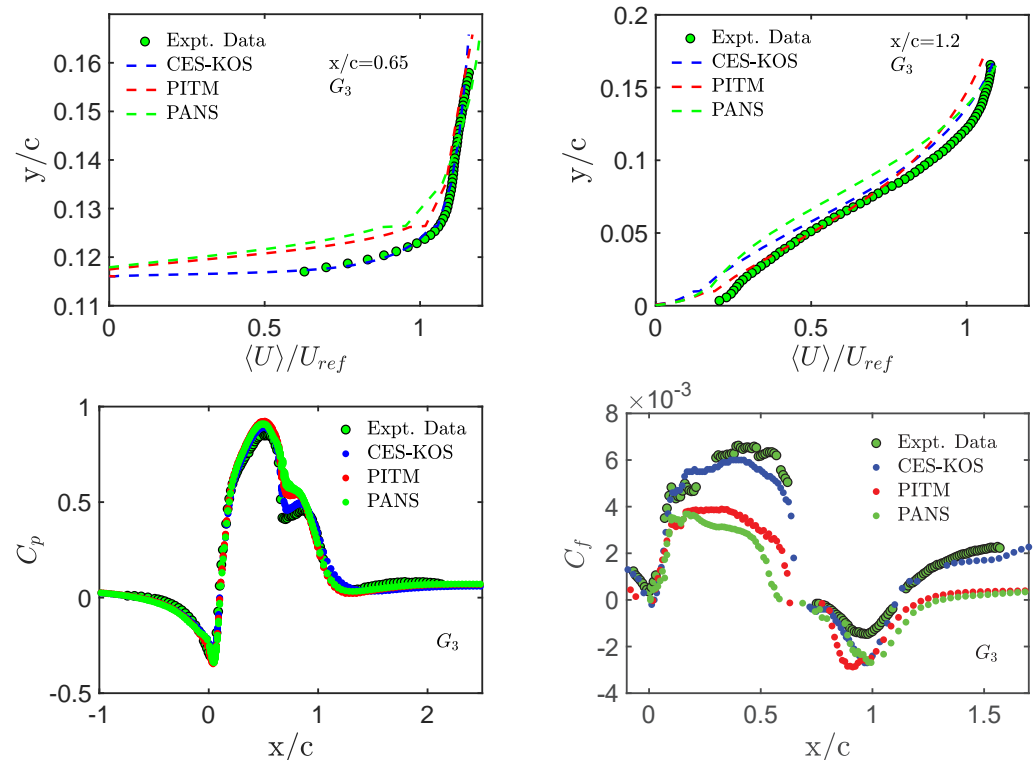 0.16
0.15
0.14
0.13
0.12
0.11
y/c
Expt. Data
CES-KOS
PITM
PANS
x/c=0.65
G3
0
0.5
1
⟨U⟩/Uref
0.2
0.15
0.1
0.05
0
y/c
Expt. Data
CES-KOS
PITM
PANS
x/c=1.2
G3
0
0.5
1
⟨U⟩/Uref
1
0.5
0
-0.5
Cp
Expt. Data
CES-KOS
PITM
PANS
G3
-1
0
1
2
x/c
×10-3
8
6
4
2
0
-2
-4
Cf
Expt. Data
CES-KOS
PITM
PANS
G3
0
0.5
1
1.5
x/c